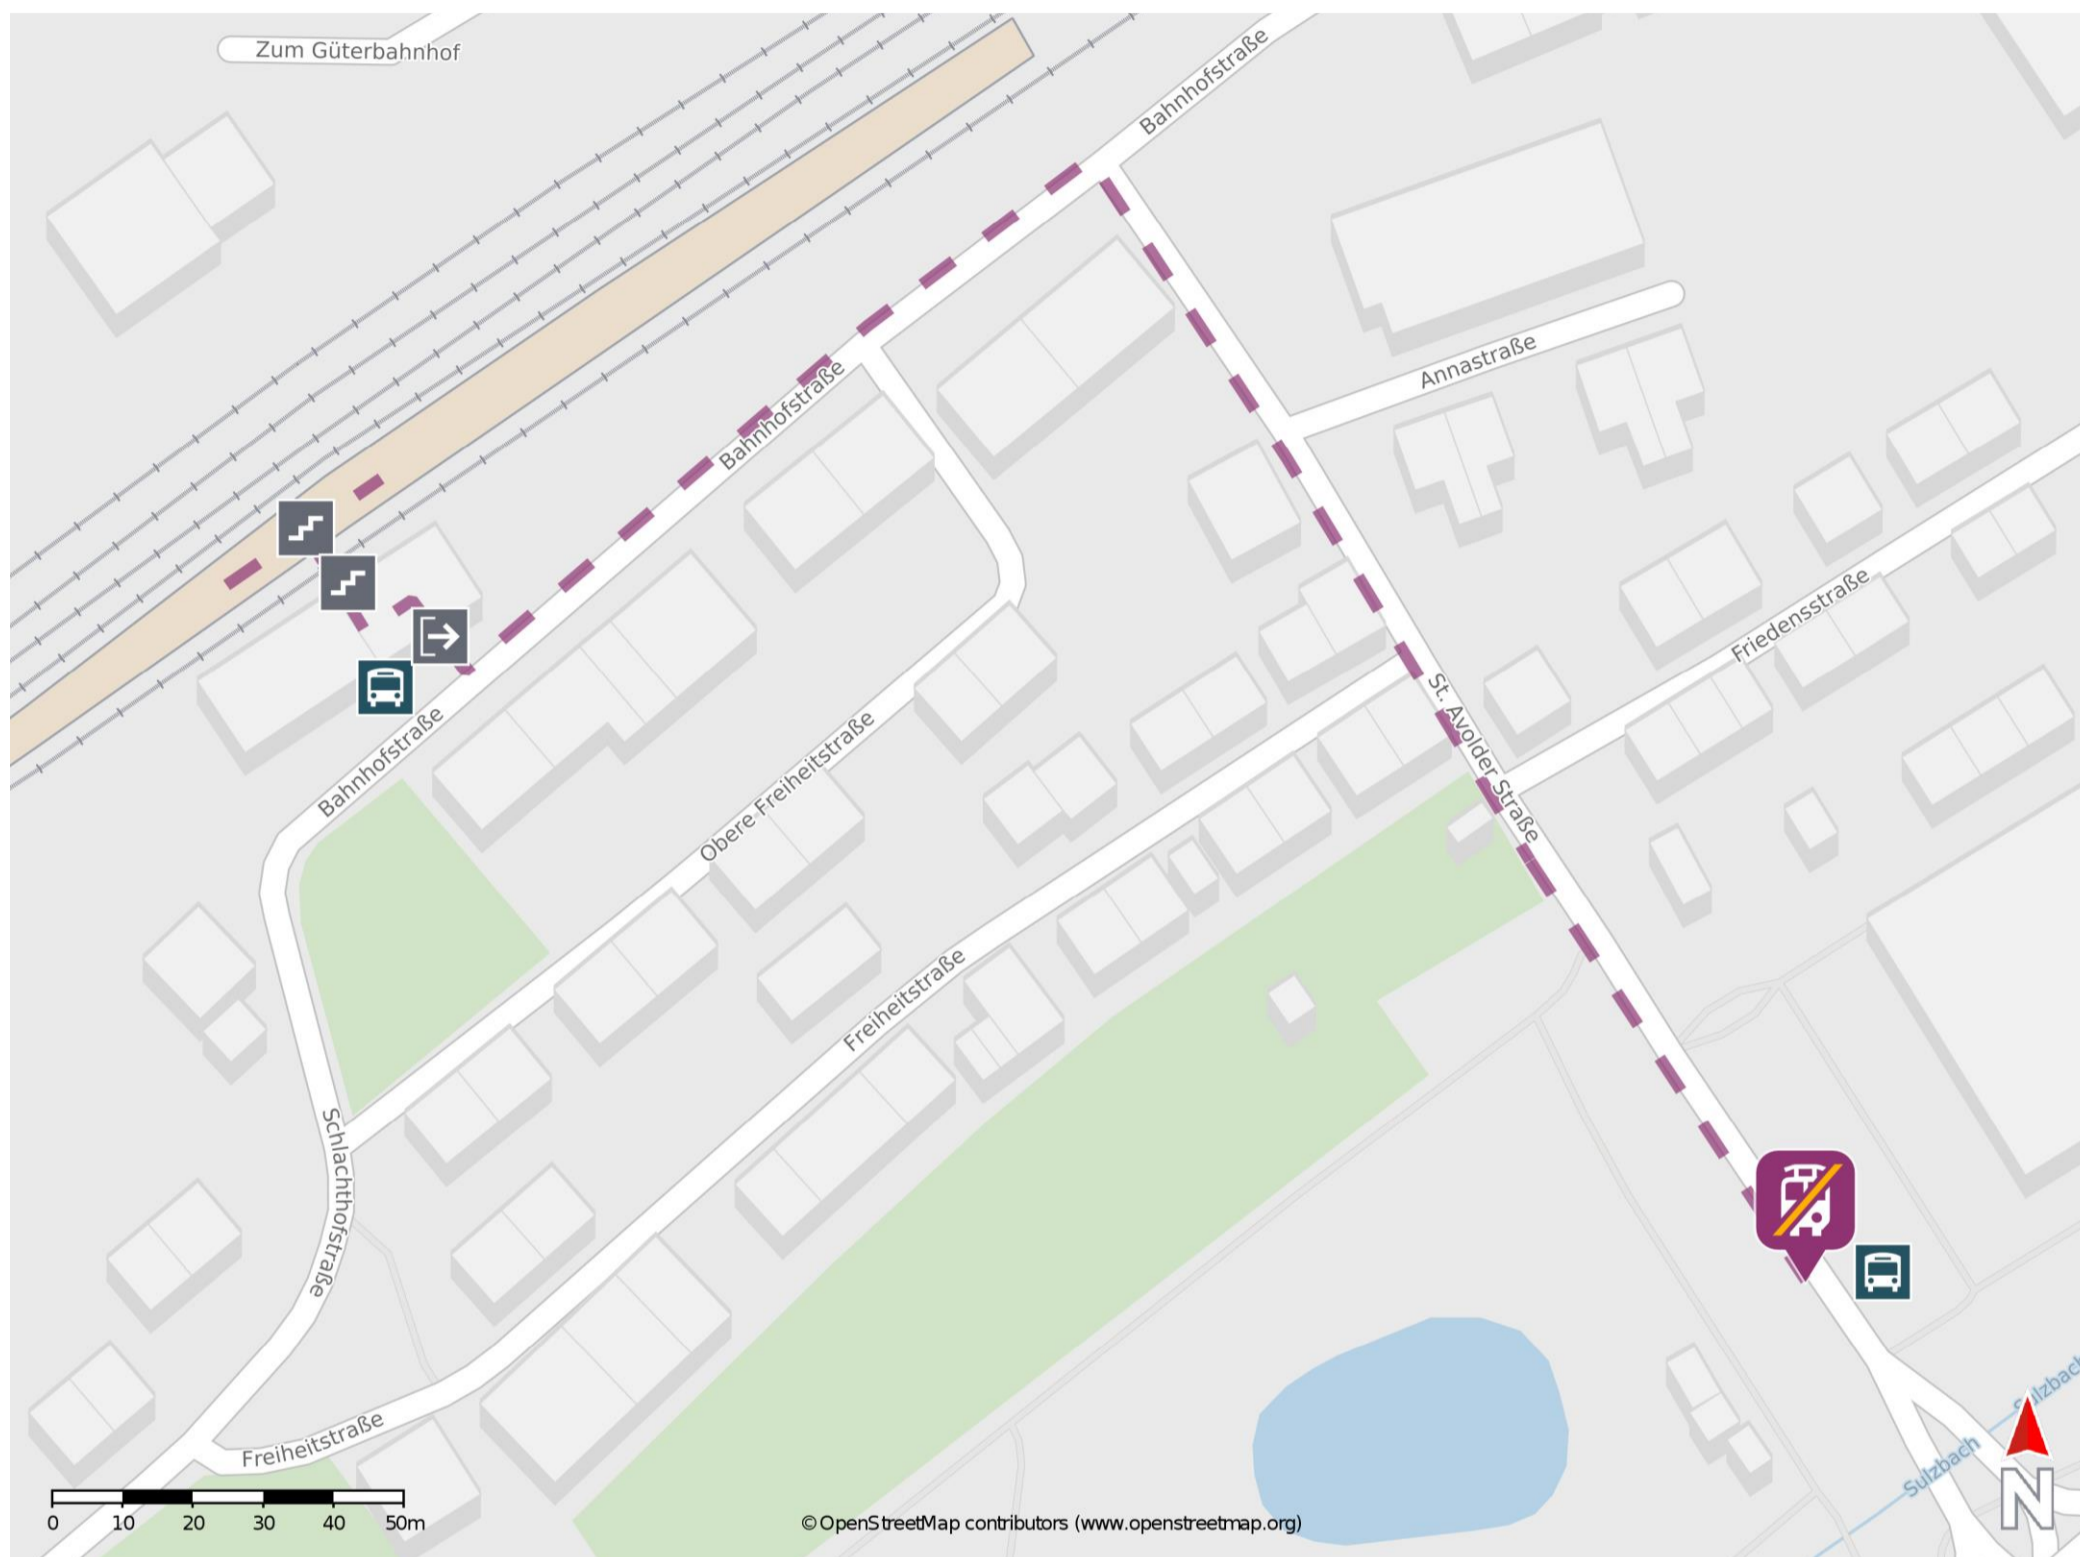 Zum Güterbahnhof
Bahnhofstraße
Annastraße
Bahnhofstraße
Friedensstraße
St. Avolder Straße
Bahnhofstraße
Obere Freiheitstraße
Freiheitstraße
Schlachthofstraße
Freiheitstraße
Sulzbach
Sulzbach
N
0 10 20 30 40 50m
© OpenStreetMap contributors (www.openstreetmap.org)